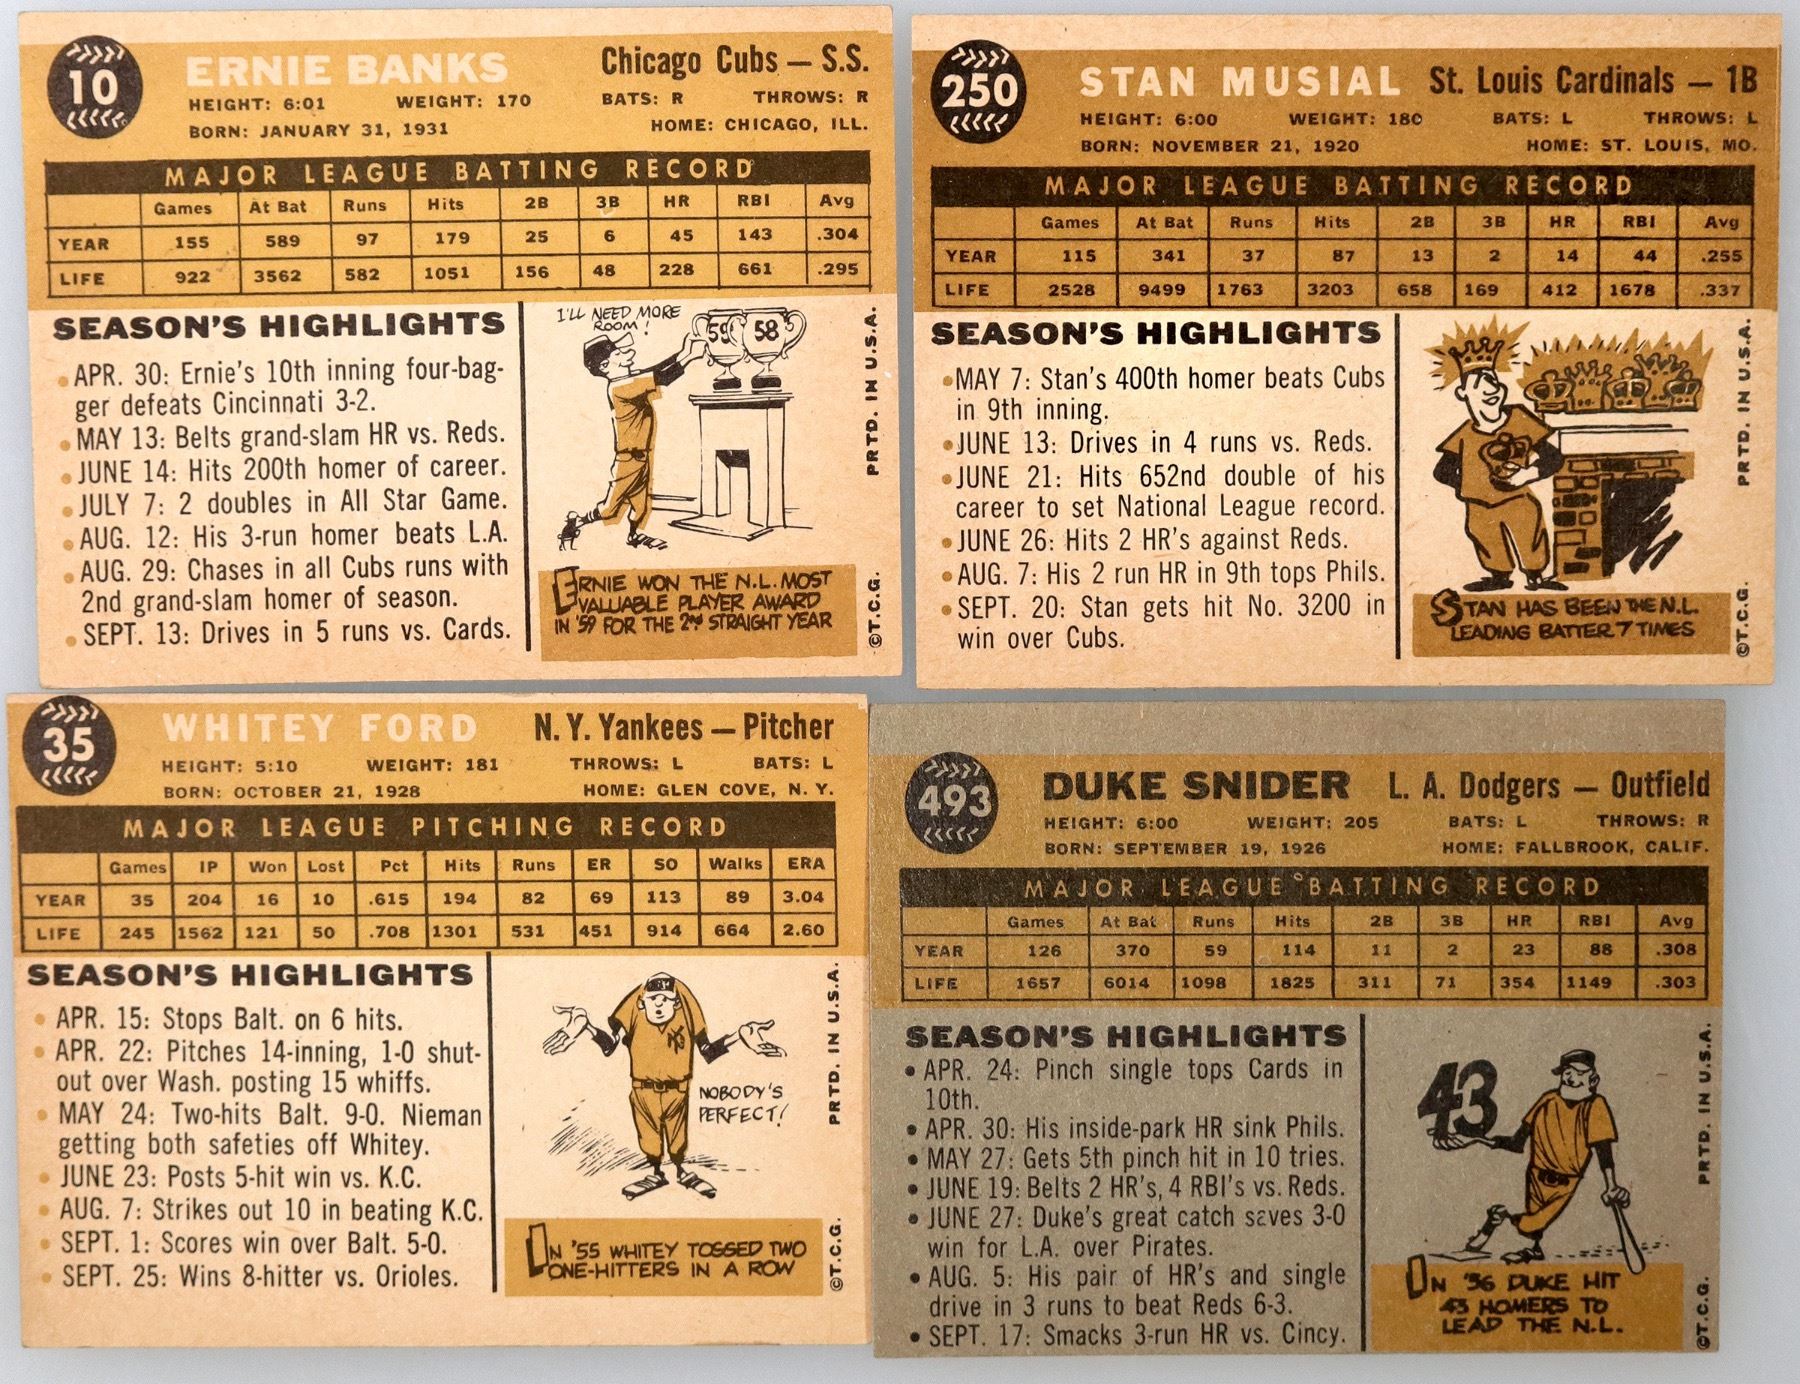 10
ERNIE BANKS
Chicago Cubs — S.S.
HEIGHT: 6:01 WEIGHT: 170 BATS: R THROWS: R
BORN: JANUARY 31, 1931 HOME: CHICAGO, ILL.
MAJOR LEAGUE BATTING RECORD
Games At Bat Runs Hits 2B 3B HR RBI Avg
YEAR 155 589 97 179 25 6 45 143 .304
LIFE 922 3562 582 1051 156 48 228 661 .295
SEASON'S HIGHLIGHTS
• APR. 30: Ernie's 10th inning four-bag-
ger defeats Cincinnati 3-2.
• MAY 13: Belts grand-slam HR vs. Reds.
• JUNE 14: Hits 200th homer of career.
• JULY 7: 2 doubles in All Star Game.
• AUG. 12: His 3-run homer beats L.A.
• AUG. 29: Chases in all Cubs runs with
2nd grand-slam homer of season.
• SEPT. 13: Drives in 5 runs vs. Cards.
I'LL NEED MORE
ROOM!
59 58
ERNIE WON THE N.L. MOST
VALUABLE PLAYER AWARD
IN '59 FOR THE 2ND STRAIGHT YEAR
©T.C.G. PRTD. IN U.S.A.
250
STAN MUSIAL
St. Louis Cardinals — 1B
HEIGHT: 6:00 WEIGHT: 180 BATS: L THROWS: L
BORN: NOVEMBER 21, 1920 HOME: ST. LOUIS, MO.
MAJOR LEAGUE BATTING RECORD
Games At Bat Runs Hits 2B 3B HR RBI Avg
YEAR 115 341 37 87 13 2 14 44 .255
LIFE 2528 9499 1763 3203 658 169 412 1678 .337
SEASON'S HIGHLIGHTS
• MAY 7: Stan's 400th homer beats Cubs
in 9th inning.
• JUNE 13: Drives in 4 runs vs. Reds.
• JUNE 21: Hits 652nd double of his
career to set National League record.
• JUNE 26: Hits 2 HR's against Reds.
• AUG. 7: His 2 run HR in 9th tops Phils.
• SEPT. 20: Stan gets hit No. 3200 in
win over Cubs.
STAN HAS BEEN THE N.L.
LEADING BATTER 7 TIMES
©T.C.G. PRTD. IN U.S.A.
35
WHITEY FORD
N. Y. Yankees — Pitcher
HEIGHT: 5:10 WEIGHT: 181 THROWS: L BATS: L
BORN: OCTOBER 21, 1928 HOME: GLEN COVE, N. Y.
MAJOR LEAGUE PITCHING RECORD
Games IP Won Lost Pct Hits Runs ER SO Walks ERA
YEAR 35 204 16 10 .615 194 82 69 113 89 3.04
LIFE 245 1562 121 50 .708 1301 531 451 914 664 2.60
SEASON'S HIGHLIGHTS
• APR. 15: Stops Balt. on 6 hits.
• APR. 22: Pitches 14-inning, 1-0 shut-
out over Wash. posting 15 whiffs.
• MAY 24: Two-hits Balt. 9-0. Nieman
getting both safeties off Whitey.
• JUNE 23: Posts 5-hit win vs. K.C.
• AUG. 7: Strikes out 10 in beating K.C.
• SEPT. 1: Scores win over Balt. 5-0.
• SEPT. 25: Wins 8-hitter vs. Orioles.
NY
NOBODY'S
PERFECT!
IN '55 WHITEY TOSSED TWO
ONE-HITTERS IN A ROW
©T.C.G. PRTD. IN U.S.A.
493
DUKE SNIDER
L. A. Dodgers — Outfield
HEIGHT: 6:00 WEIGHT: 205 BATS: L THROWS: R
BORN: SEPTEMBER 19, 1926 HOME: FALLBROOK, CALIF.
MAJOR LEAGUE BATTING RECORD
Games At Bat Runs Hits 2B 3B HR RBI Avg
YEAR 126 370 59 114 11 2 23 88 .308
LIFE 1657 6014 1098 1825 311 71 354 1149 .303
SEASON'S HIGHLIGHTS
• APR. 24: Pinch single tops Cards in
10th.
• APR. 30: His inside-park HR sink Phils.
• MAY 27: Gets 5th pinch hit in 10 tries.
• JUNE 19: Belts 2 HR's, 4 RBI's vs. Reds.
• JUNE 27: Duke's great catch saves 3-0
win for L.A. over Pirates.
• AUG. 5: His pair of HR's and single
drive in 3 runs to beat Reds 6-3.
• SEPT. 17: Smacks 3-run HR vs. Cincy.
43
IN '56 DUKE HIT
43 HOMERS TO
LEAD THE N.L.
©T.C.G. PRTD. IN U.S.A.